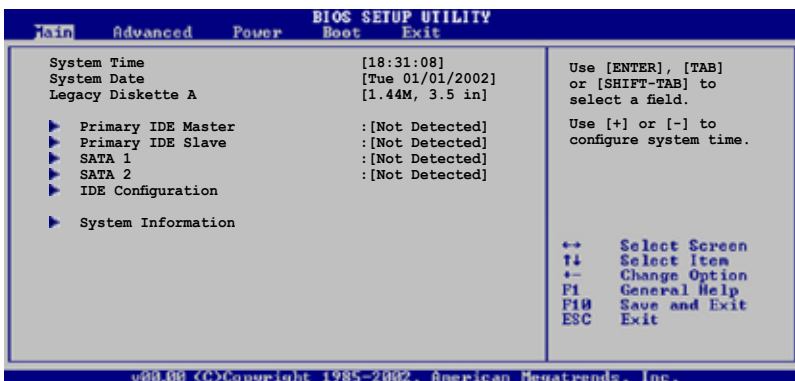 BIOS SETUP UTILITY
Main Advanced Power Boot Exit
System Time [18:31:08]
System Date [Tue 01/01/2002]
Legacy Diskette A [1.44M, 3.5 in]
Primary IDE Master :[Not Detected]
Primary IDE Slave :[Not Detected]
SATA 1 :[Not Detected]
SATA 2 :[Not Detected]
IDE Configuration
System Information
Use [ENTER], [TAB]
or [SHIFT-TAB] to
select a field.
Use [+] or [-] to
configure system time.
↔ Select Screen
↑↓ Select Item
+- Change Option
F1 General Help
F10 Save and Exit
ESC Exit
v00.00 (C)Copyright 1985-2002, American Megatrends, Inc.